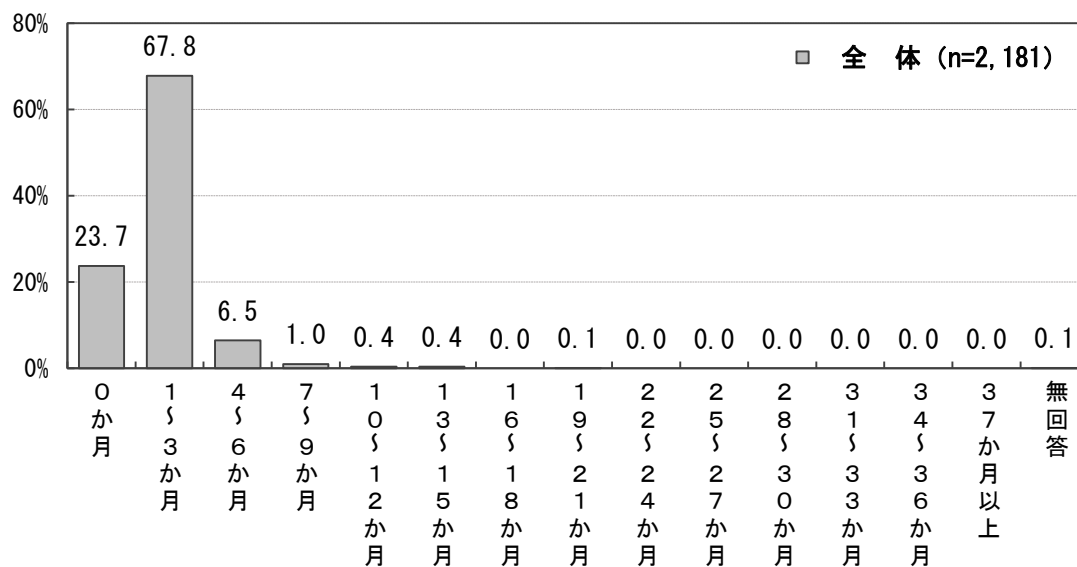 80%
60%
40%
20%
0%
全　体 (n=2,181)
23.7
67.8
6.5
1.0
0.4
0.4
0.0
0.1
0.0
0.0
0.0
0.0
0.0
0.0
0.1
０か月
１〜３か月
４〜６か月
７〜９か月
１０〜１２か月
１３〜１５か月
１６〜１８か月
１９〜２１か月
２２〜２４か月
２５〜２７か月
２８〜３０か月
３１〜３３か月
３４〜３６か月
３７か月以上
無回答